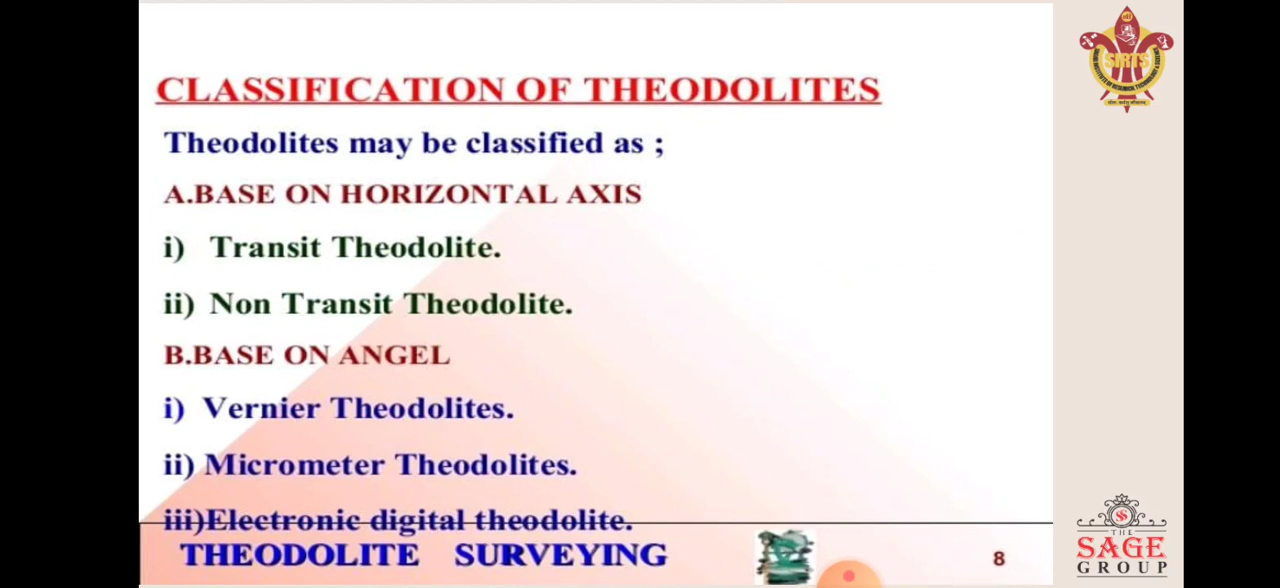 CLASSIFICATION OF THEODOLITES
Theodolites may be classified as ;
A.BASE ON HORIZONTAL AXIS
i) Transit Theodolite.
ii) Non Transit Theodolite.
B.BASE ON ANGEL
i) Vernier Theodolites.
ii) Micrometer Theodolites.
iii)Electronic digital theodolite.
THEODOLITE SURVEYING
8
SIRTS
THE
SAGE
GROUP